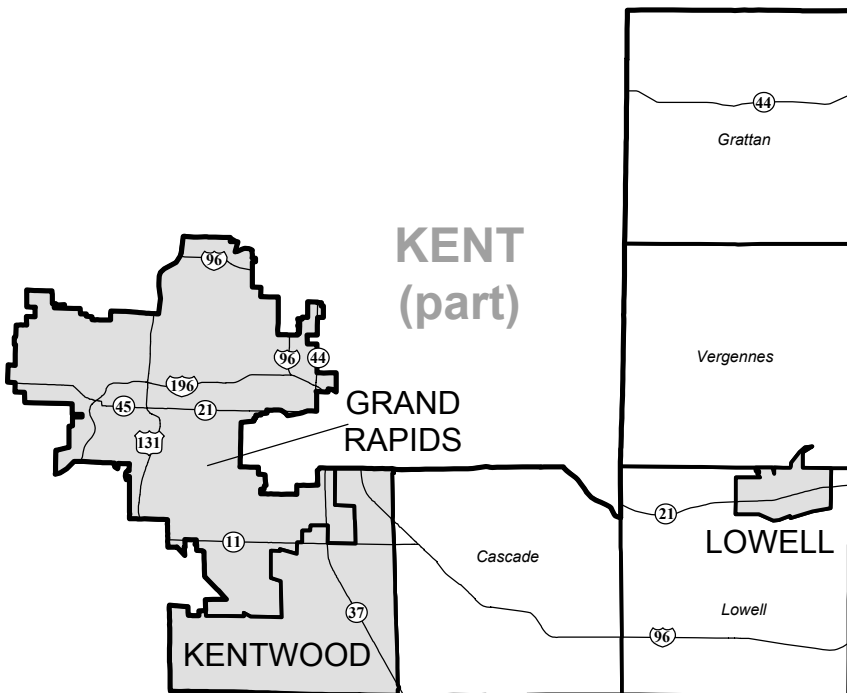 44
Grattan
96
KENT
(part)
96
44
Vergennes
196
45
21
GRAND
RAPIDS
131
21
11
LOWELL
Cascade
37
Lowell
96
KENTWOOD